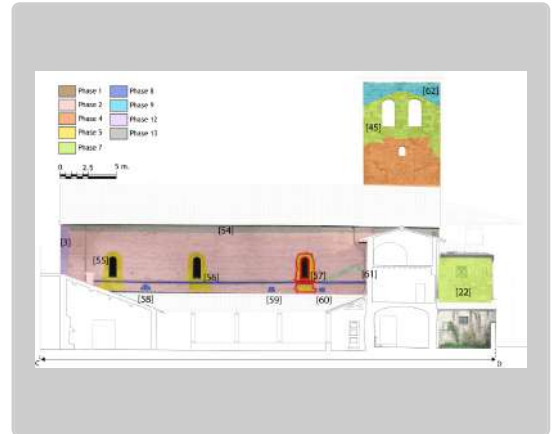 Phase 1
Phase 2
Phase 4
Phase 5
Phase 7
Phase 8
Phase 9
Phase 12
Phase 13
0 2.5 5 m.
[62]
[45]
[54]
[3]
[55]
[56]
[57]
[61]
[22]
[58]
[59]
[60]
C
D